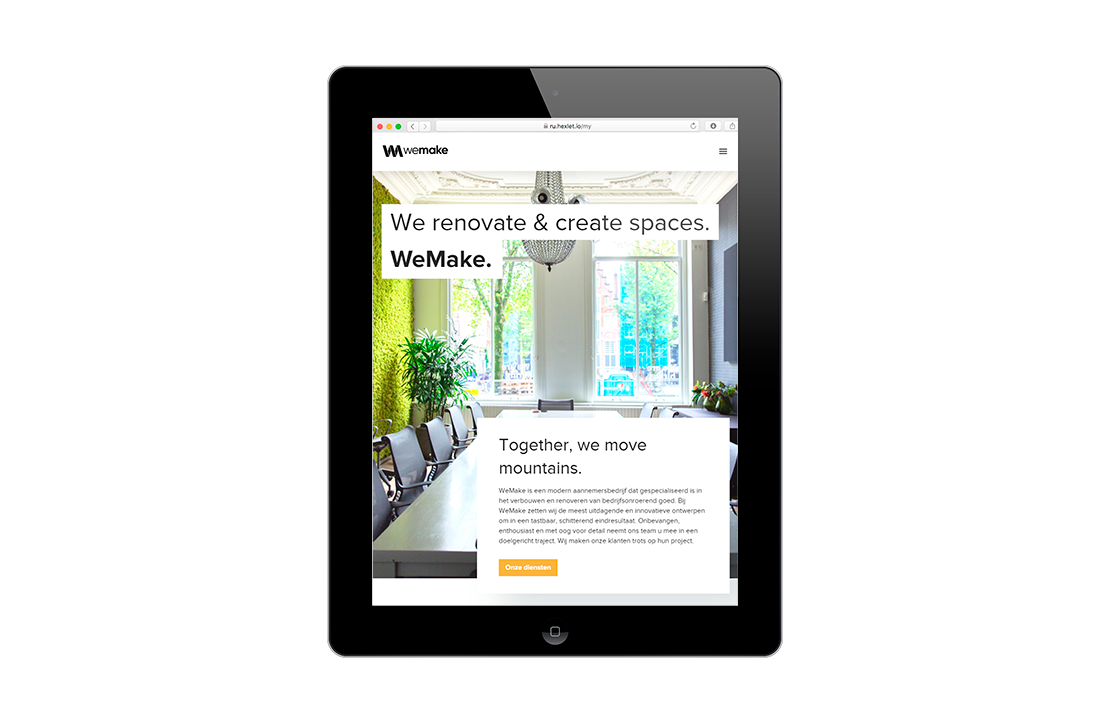 ru.hexlet.io/my
wemake
We renovate & create spaces.
WeMake.
Together, we move
mountains.
WeMake is een modern aannemersbedrijf dat gespecialiseerd is in
het verbouwen en renoveren van bedrijfsonroerend goed. Bij
WeMake zetten wij de meest uitdagende en innovatieve ontwerpen
om in een tastbaar, schitterend eindresultaat. Onbevangen,
enthousiast en met oog voor detail neemt ons team u mee in een
doelgericht traject. Wij maken onze klanten trots op hun project.
Onze diensten